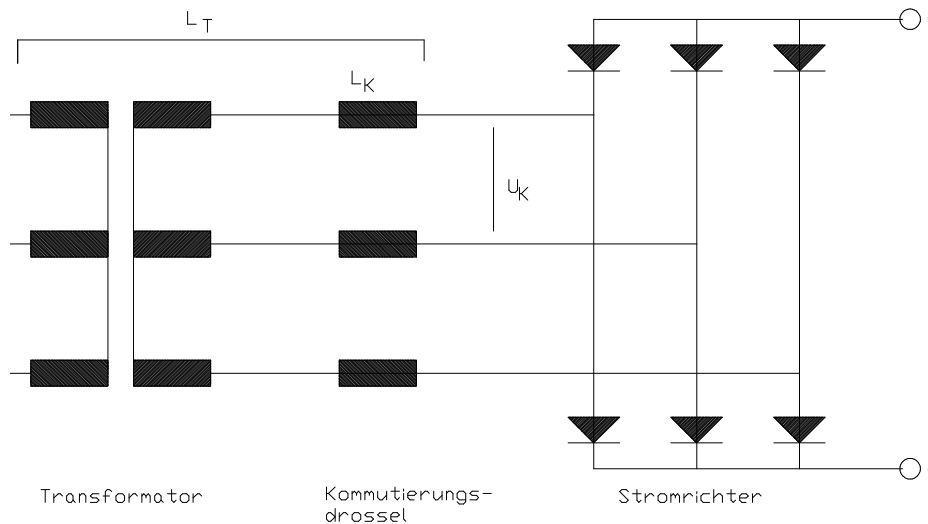 L_T
L_K
U_K
Transformator
Kommutierungs-
drossel
Stromrichter